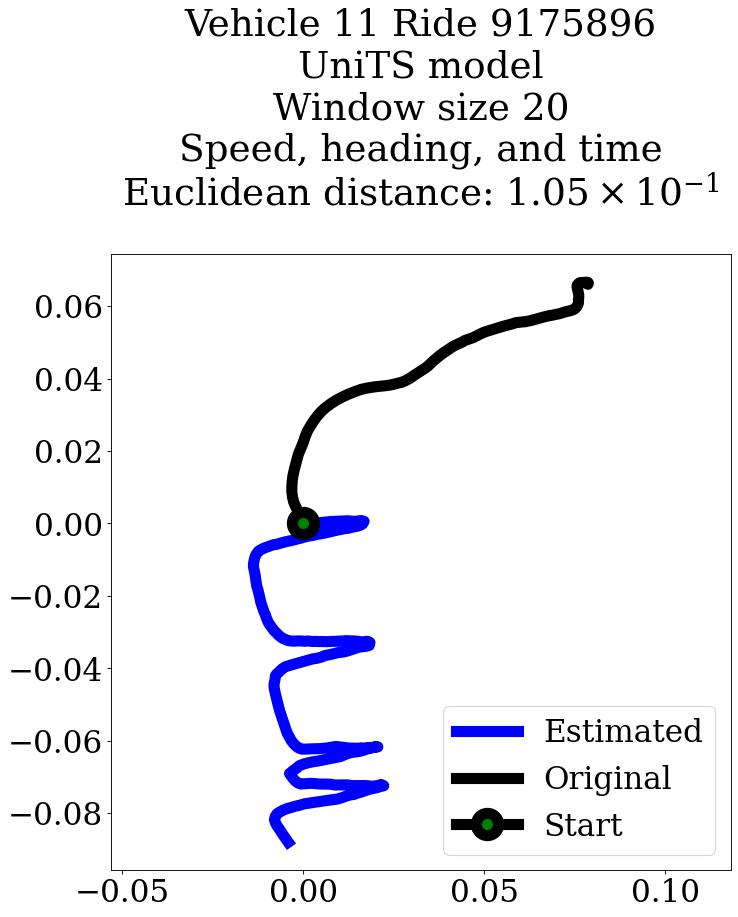 Vehicle 11 Ride 9175896
UniTS model
Window size 20
Speed, heading, and time
Euclidean distance: $1.05 \times 10^{-1}$
0.06
0.04
0.02
0.00
−0.02
−0.04
−0.06
−0.08
Estimated
Original
Start
−0.05 0.00 0.05 0.10